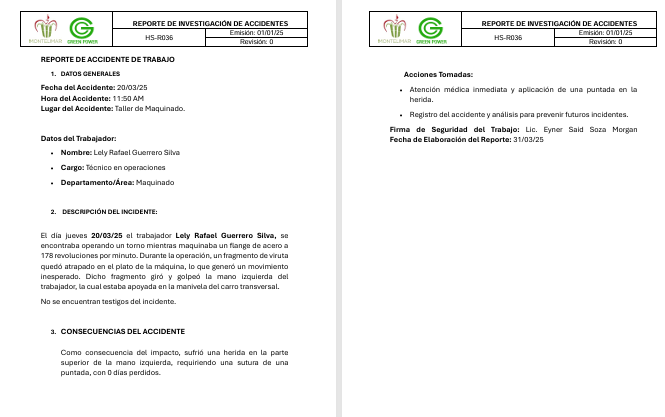 MONTELIMAR
GREEN POWER
REPORTE DE INVESTIGACIÓN DE ACCIDENTES
HS-R036
Emisión: 01/01/25
Revisión: 0
REPORTE DE ACCIDENTE DE TRABAJO
1. DATOS GENERALES
Fecha del Accidente: 20/03/25
Hora del Accidente: 11:50 AM
Lugar del Accidente: Taller de Maquinado.
Datos del Trabajador:
• Nombre: Lely Rafael Guerrero Silva
• Cargo: Técnico en operaciones
• Departamento/Área: Maquinado
2. DESCRIPCIÓN DEL INCIDENTE:
El día jueves 20/03/25 el trabajador Lely Rafael Guerrero Silva, se
encontraba operando un torno mientras maquinaba un flange de acero a
178 revoluciones por minuto. Durante la operación, un fragmento de viruta
quedó atrapado en el plato de la máquina, lo que generó un movimiento
inesperado. Dicho fragmento giró y golpeó la mano izquierda del
trabajador, la cual estaba apoyada en la manivela del carro transversal.
No se encuentran testigos del incidente.
3. CONSECUENCIAS DEL ACCIDENTE
Como consecuencia del impacto, sufrió una herida en la parte
superior de la mano izquierda, requiriendo una sutura de una
puntada, con 0 días perdidos.
MONTELIMAR
GREEN POWER
REPORTE DE INVESTIGACIÓN DE ACCIDENTES
HS-R036
Emisión: 01/01/25
Revisión: 0
Acciones Tomadas:
• Atención médica inmediata y aplicación de una puntada en la
herida.
• Registro del accidente y análisis para prevenir futuros incidentes.
Firma de Seguridad del Trabajo: Lic. Eyner Said Soza Morgan
Fecha de Elaboración del Reporte: 31/03/25